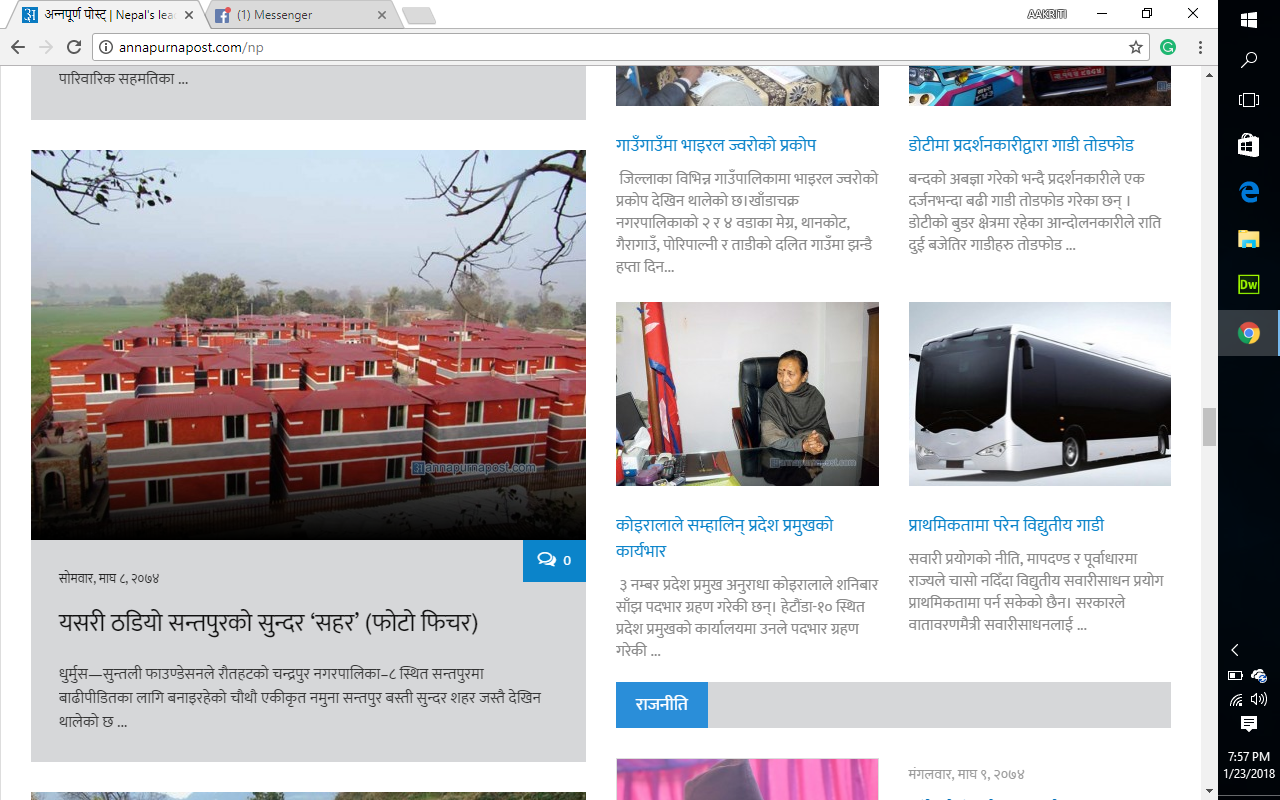 अन्नपूर्ण पोस्ट् | Nepal's lea
(1) Messenger
AAKRITI
annapurnapost.com/np
पारिवारिक सहमतिका ...
annapurnapost.com
0
सोमवार, माघ ८, २०७४
यसरी ठडियो सन्तपुरको सुन्दर ‘सहर’ (फोटो फिचर)
धुर्मुस—सुन्तली फाउण्डेसनले रौतहटको चन्द्रपुर नगरपालिका–८ स्थित सन्तपुरमा
बाढीपीडितका लागि बनाइरहेको चौथौ एकीकृत नमुना सन्तपुर बस्ती सुन्दर शहर जस्तै देखिन
थालेको छ ...
गाउँगाउँमा भाइरल ज्वरोको प्रकोप
जिल्लाका विभिन्न गाउँपालिकामा भाइरल ज्वरोको
प्रकोप देखिन थालेको छ।खाँडाचक्र
नगरपालिकाको २ र ४ वडाका मेग्र, थानकोट,
गैरागाउँ, पोरिपाल्नी र ताडीको दलित गाउँमा झन्डै
हप्ता दिन...
डोटीमा प्रदर्शनकारीद्वारा गाडी तोडफोड
बन्दको अबज्ञा गरेको भन्दै प्रदर्शनकारीले एक
दर्जनभन्दा बढी गाडी तोडफोड गरेका छन् ।
डोटीको बुडर क्षेत्रमा रहेका आन्दोलनकारीले राति
दुई बजेतिर गाडीहरु तोडफोड ...
annapurnapost.com
कोइरालाले सम्हालिन् प्रदेश प्रमुखको
कार्यभार
३ नम्बर प्रदेश प्रमुख अनुराधा कोइरालाले शनिबार
साँझ पदभार ग्रहण गरेकी छन्। हेटौंडा-१० स्थित
प्रदेश प्रमुखको कार्यालयमा उनले पदभार ग्रहण
गरेकी ...
प्राथमिकतामा परेन विद्युतीय गाडी
सवारी प्रयोगको नीति, मापदण्ड र पूर्वाधारमा
राज्यले चासो नदिँदा विद्युतीय सवारीसाधन प्रयोग
प्राथमिकतामा पर्न सकेको छैन। सरकारले
वातावरणमैत्री सवारीसाधनलाई ...
राजनीति
मंगलवार, माघ ९, २०७४
Dw
7:57 PM
1/23/2018